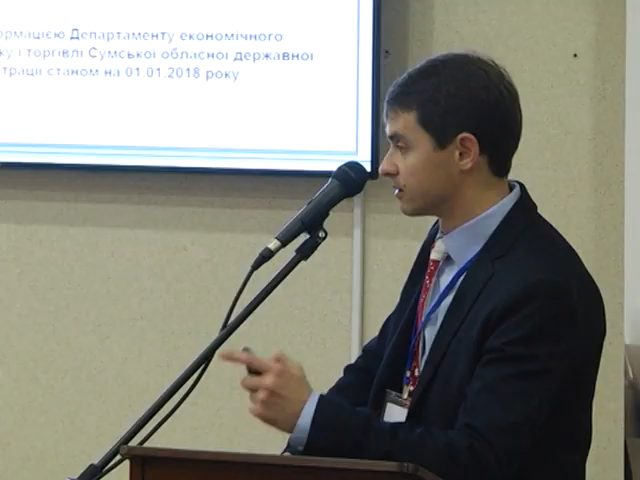 ормацією Департаменту економічного
ку і торгівлі Сумської обласної державної
трації станом на 01.01.2018 року